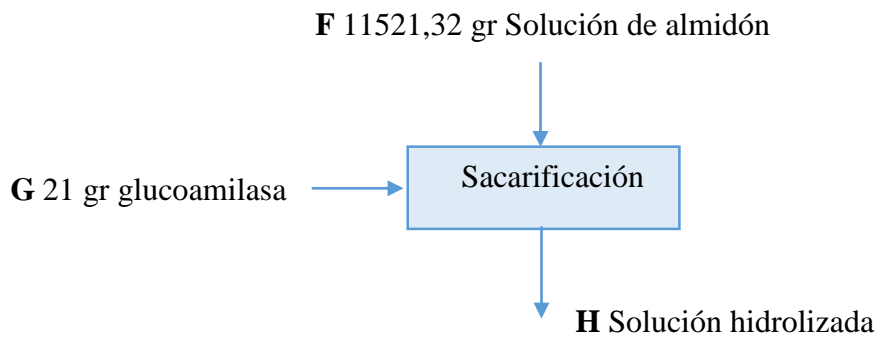 F 11521,32 gr Solución de almidón
Sacarificación
G 21 gr glucoamilasa
H Solución hidrolizada